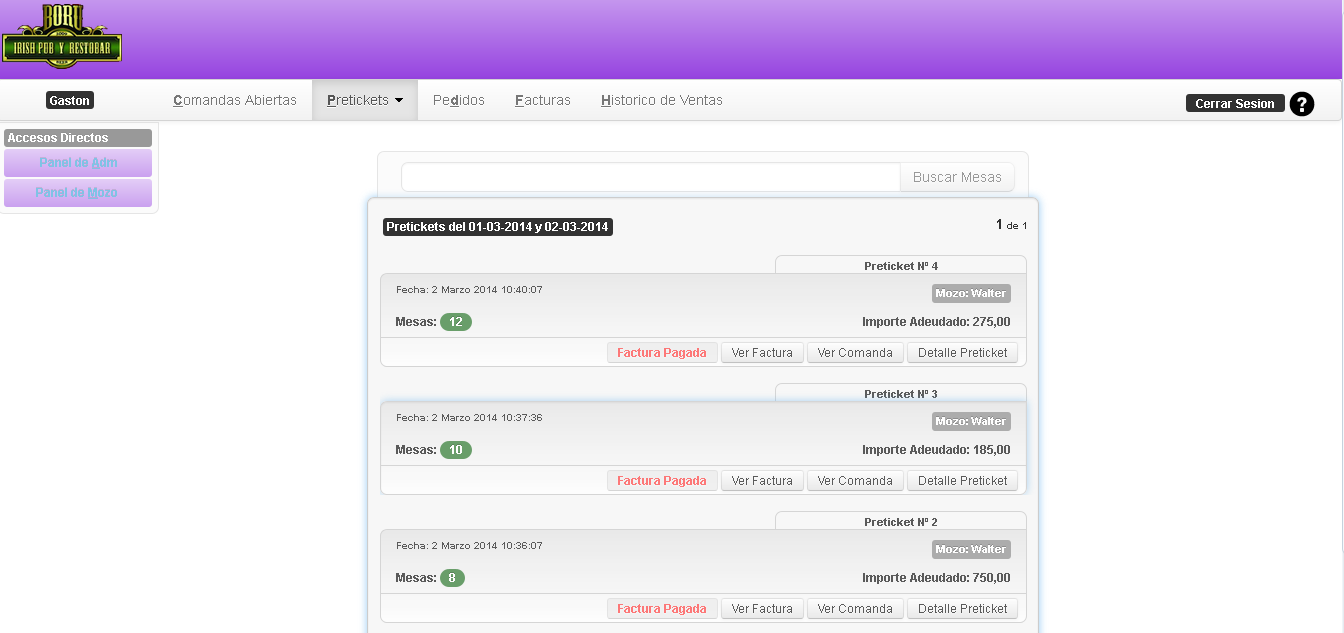 BORU
IRISH PUB Y RESTOBAR
Gaston
Comandas Abiertas
Pretickets
Pedidos
Facturas
Historico de Ventas
Cerrar Sesion
?
Accesos Directos
Panel de Adm
Panel de Mozo
Buscar Mesas
Pretickets del 01-03-2014 y 02-03-2014
1 de 1
Preticket Nº 4
Fecha: 2 Marzo 2014 10:40:07
Mozo: Walter
Mesas: 12
Importe Adeudado: 275,00
Factura Pagada
Ver Factura
Ver Comanda
Detalle Preticket
Preticket Nº 3
Fecha: 2 Marzo 2014 10:37:36
Mozo: Walter
Mesas: 10
Importe Adeudado: 185,00
Factura Pagada
Ver Factura
Ver Comanda
Detalle Preticket
Preticket Nº 2
Fecha: 2 Marzo 2014 10:36:07
Mozo: Walter
Mesas: 8
Importe Adeudado: 750,00
Factura Pagada
Ver Factura
Ver Comanda
Detalle Preticket